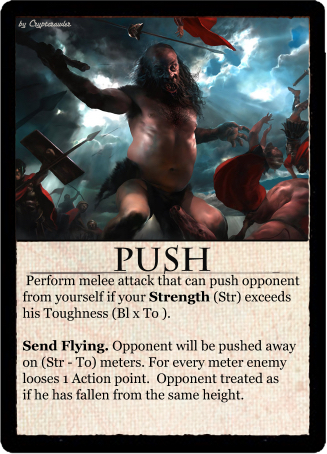 by Cryptcrawler
PUSH
Perform melee attack that can push opponent
from yourself if your Strength (Str) exceeds
his Toughness (Bl x To ).
Send Flying. Opponent will be pushed away
on (Str - To) meters. For every meter enemy
looses 1 Action point. Opponent treated as
if he has fallen from the same height.